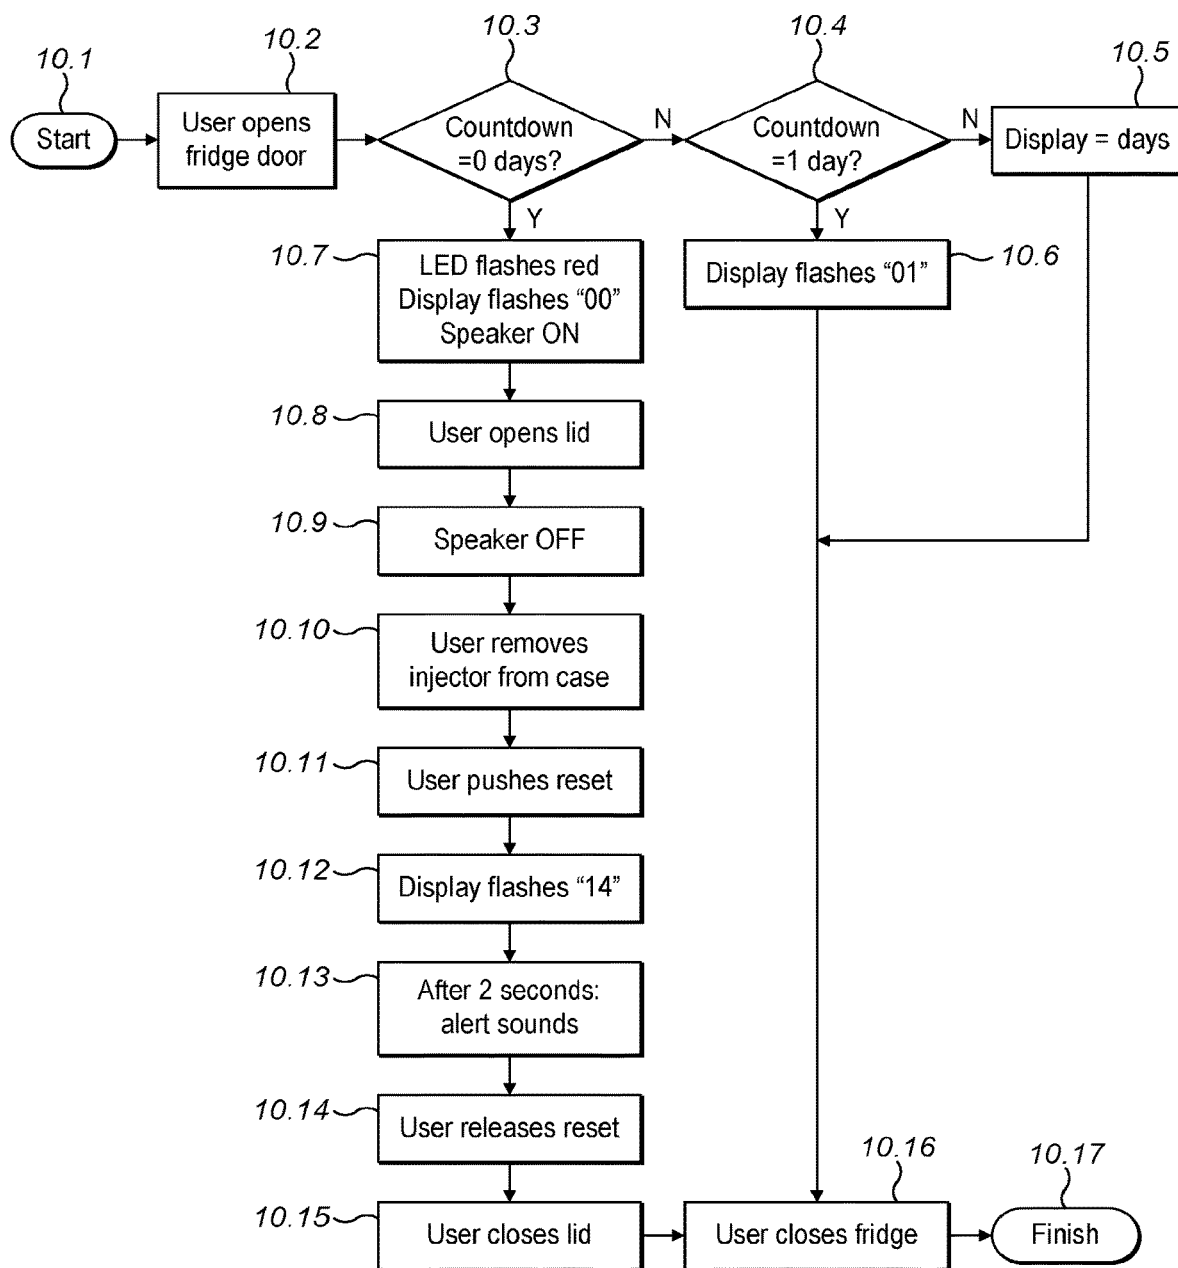 10.1
Start
10.2
User opens
fridge door
10.3
Countdown
=0 days?
N
Y
10.4
Countdown
=1 day?
N
Y
10.5
Display = days
10.6
Display flashes “01”
10.7
LED flashes red
Display flashes “00”
Speaker ON
10.8
User opens lid
10.9
Speaker OFF
10.10
User removes
injector from case
10.11
User pushes reset
10.12
Display flashes “14”
10.13
After 2 seconds:
alert sounds
10.14
User releases reset
10.15
User closes lid
10.16
User closes fridge
10.17
Finish